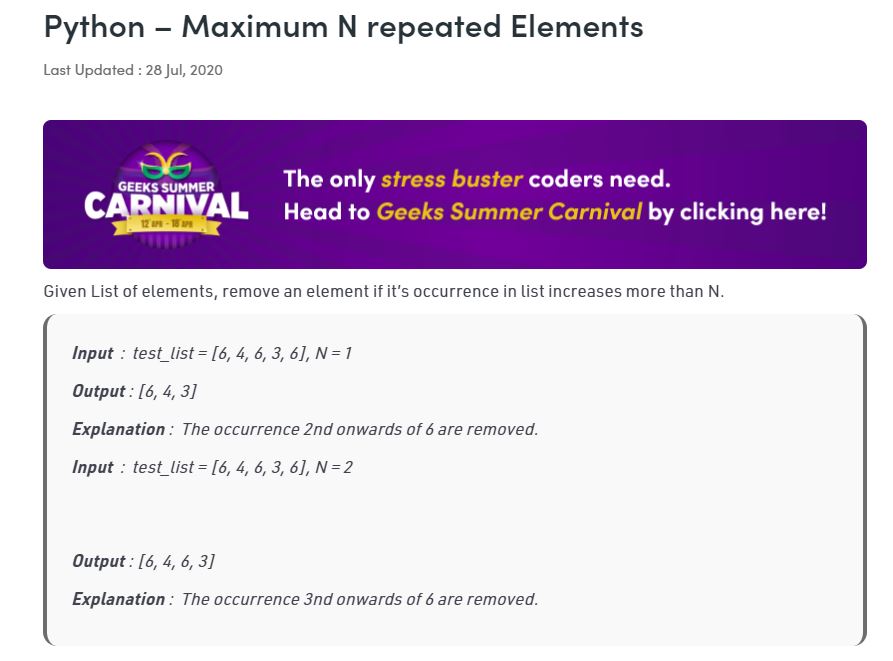 Python – Maximum N repeated Elements
Last Updated : 28 Jul, 2020
GEEKS SUMMER
CARNIVAL
12 APR - 18 APR
The only stress buster coders need.
Head to Geeks Summer Carnival by clicking here!
Given List of elements, remove an element if it’s occurrence in list increases more than N.
Input : test_list = [6, 4, 6, 3, 6], N = 1
Output : [6, 4, 3]
Explanation : The occurrence 2nd onwards of 6 are removed.
Input : test_list = [6, 4, 6, 3, 6], N = 2
Output : [6, 4, 6, 3]
Explanation : The occurrence 3nd onwards of 6 are removed.